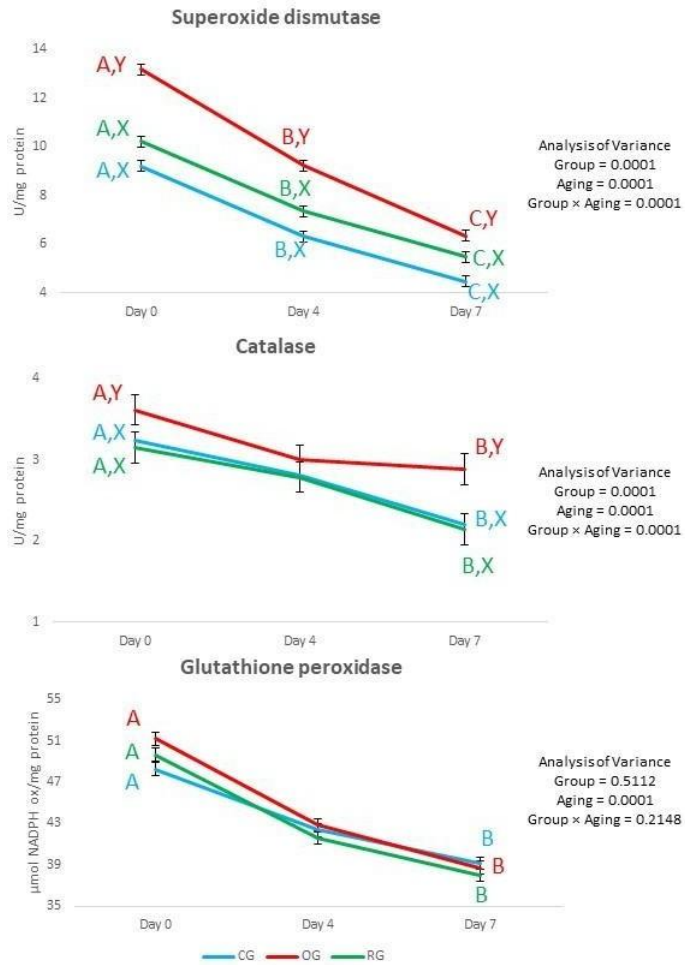 Superoxide dismutase
14
12
10
8
6
4
U/mg protein
A,Y
A,X
A,X
B,Y
B,X
B,X
C,Y
C,X
C,X
Day 0
Day 4
Day 7
Analysis of Variance
Group = 0.0001
Aging = 0.0001
Group × Aging = 0.0001
Catalase
4
3
2
1
U/mg protein
A,Y
A,X
A,X
B,Y
B,X
B,X
Day 0
Day 4
Day 7
Analysis of Variance
Group = 0.0001
Aging = 0.0001
Group × Aging = 0.0001
Glutathione peroxidase
55
51
47
43
39
35
µmol NADPH ox/mg protein
A
A
A
B
B
B
Day 0
Day 4
Day 7
Analysis of Variance
Group = 0.5112
Aging = 0.0001
Group × Aging = 0.2148
CG OG RG